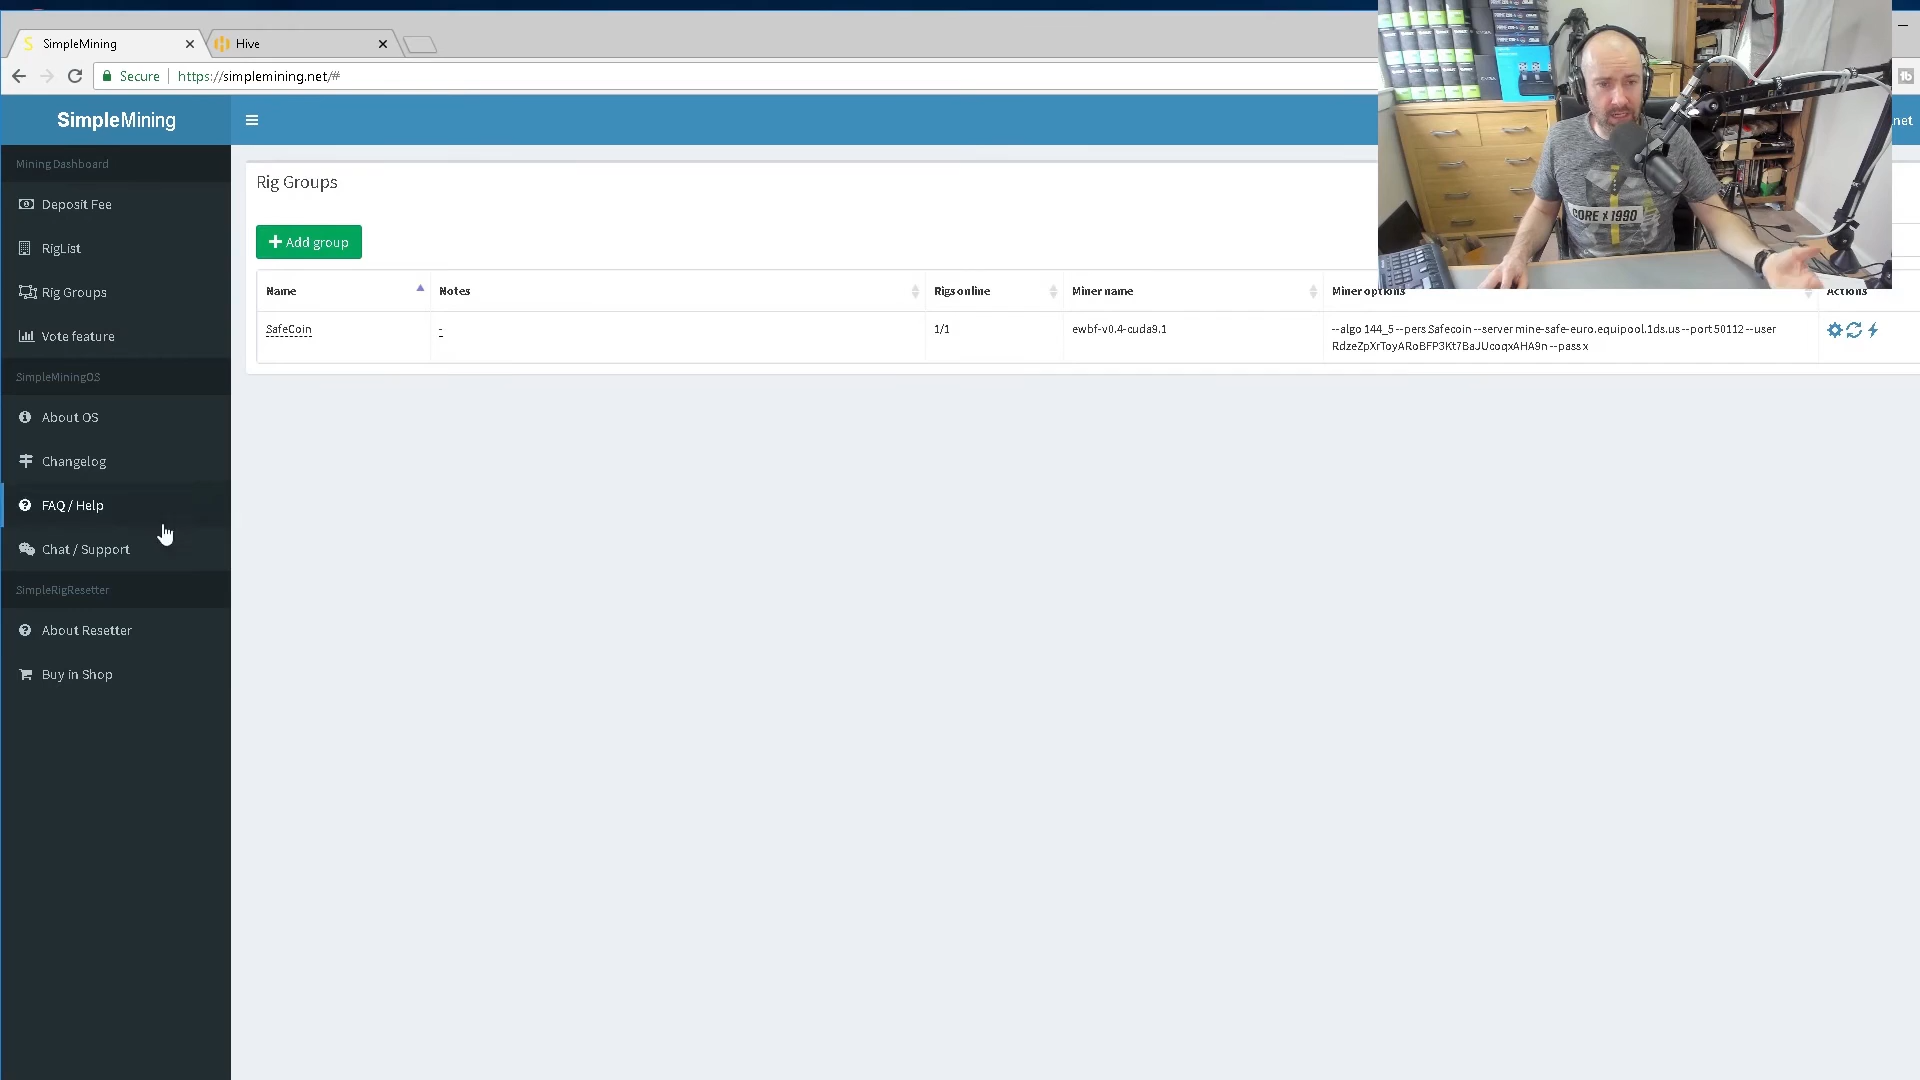 SimpleMining
Hive
Secure https://simplemining.net/#
SimpleMining
net
Mining Dashboard
Deposit Fee
RigList
Rig Groups
Vote feature
SimpleMiningOS
About OS
Changelog
FAQ / Help
Chat / Support
SimpleRigResetter
About Resetter
Buy in Shop
Rig Groups
Add group
Name Notes Rigs online Miner name Miner options Actions
SafeCoin - 1/1 ewbf-v0.4-cuda9.1 --algo 144_5 --pers Safecoin --server mine-safe-euro.equipool.1ds.us --port 50112 --user
RdzeZpXrToyARoBFP3Kt7BaJUcoqxAHA9n --pass x
CORE X 1990